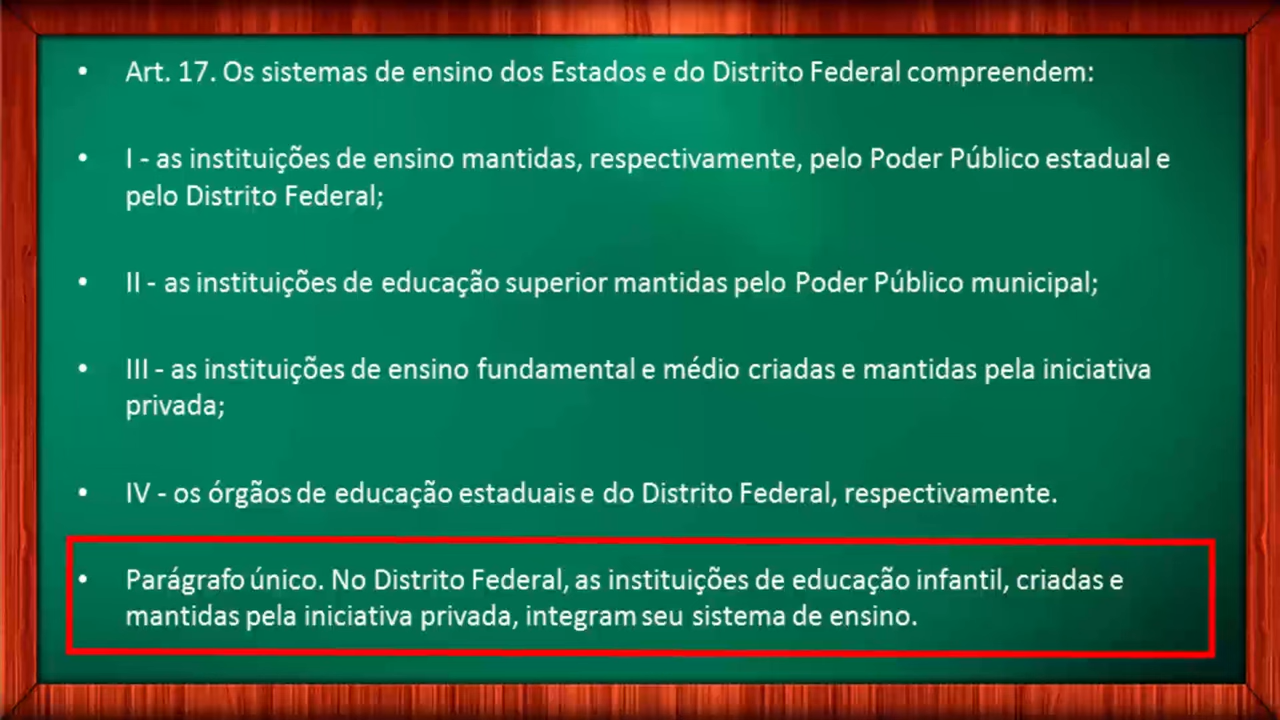 • Art. 17. Os sistemas de ensino dos Estados e do Distrito Federal compreendem:
• I - as instituições de ensino mantidas, respectivamente, pelo Poder Público estadual e
pelo Distrito Federal;
• II - as instituições de educação superior mantidas pelo Poder Público municipal;
• III - as instituições de ensino fundamental e médio criadas e mantidas pela iniciativa
privada;
• IV - os órgãos de educação estaduais e do Distrito Federal, respectivamente.
• Parágrafo único. No Distrito Federal, as instituições de educação infantil, criadas e
mantidas pela iniciativa privada, integram seu sistema de ensino.